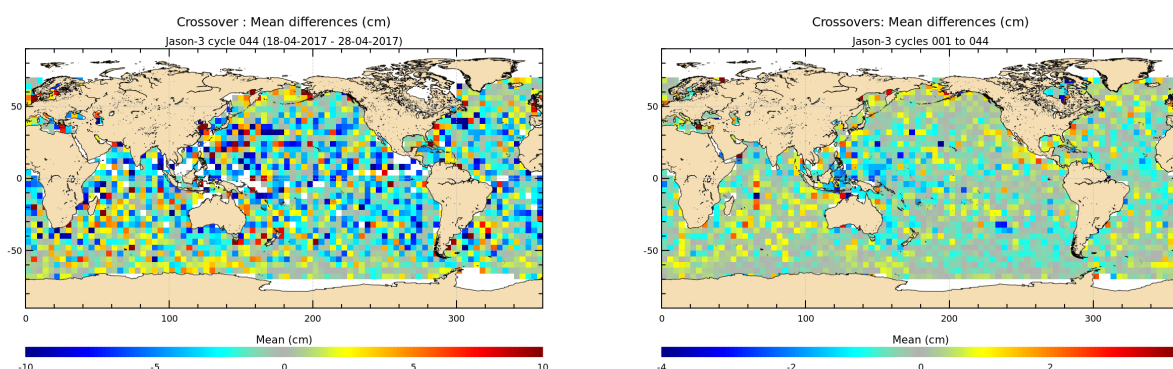 Crossover : Mean differences (cm)
Jason-3 cycle 044 (18-04-2017 - 28-04-2017)
50
0
-50
0 100 200 300
Mean (cm)
-10 -5 0 5 10
Crossovers: Mean differences (cm)
Jason-3 cycles 001 to 044
50
0
-50
0 100 200 300
Mean (cm)
-4 -2 0 2